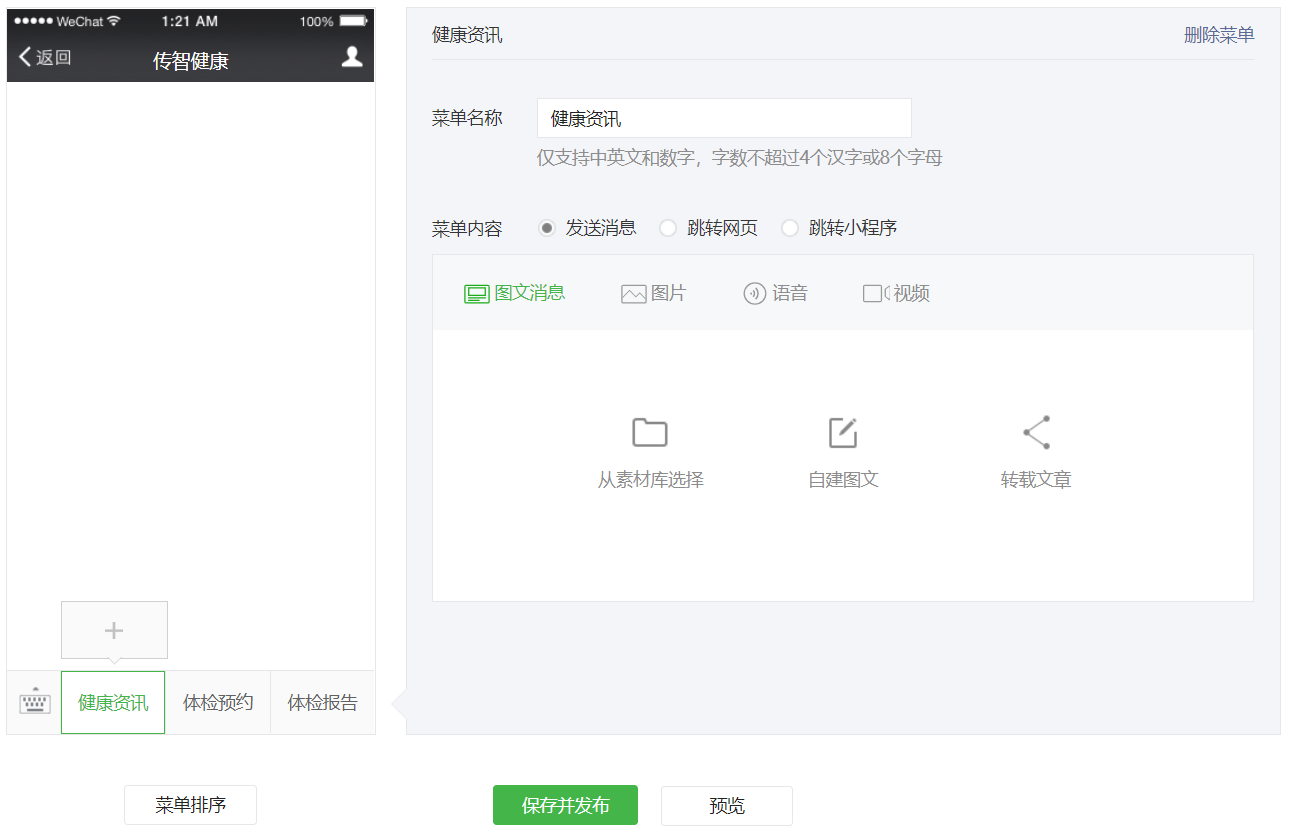 WeChat 1:21 AM 100%
返回 传智健康
健康资讯 删除菜单
菜单名称 健康资讯
仅支持中英文和数字，字数不超过4个汉字或8个字母
菜单内容 发送消息 跳转网页 跳转小程序
图文消息 图片 语音 视频
从素材库选择 自建图文 转载文章
+
健康资讯 体检预约 体检报告
菜单排序 保存并发布 预览